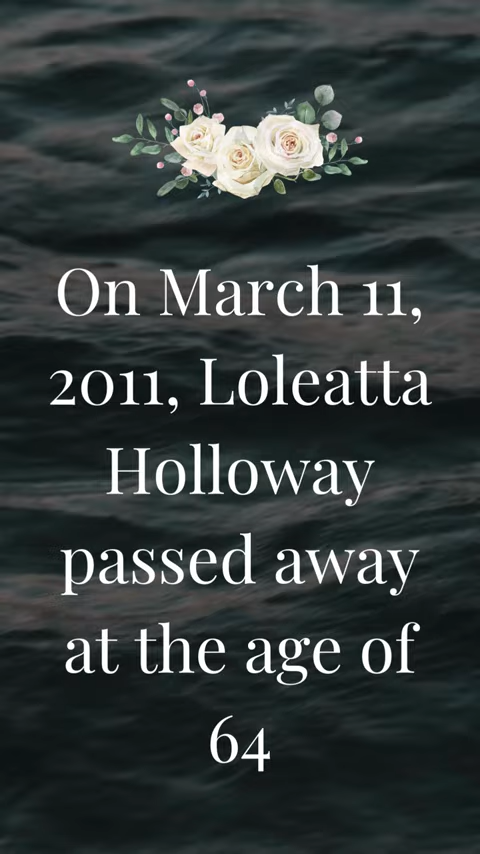 On March 11,
2011, Loleatta
Holloway
passed away
at the age of
64